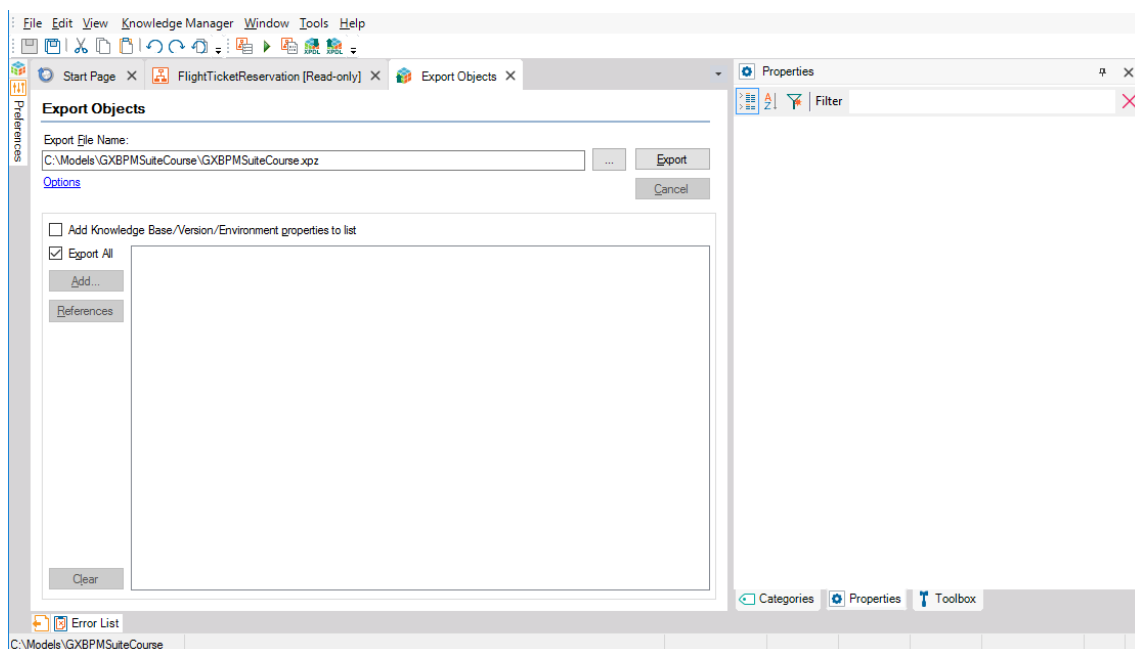 File Edit View Knowledge Manager Window Tools Help
XPDL XPDL
Start Page FlightTicketReservation [Read-only] Export Objects
Properties
Preferences
Filter
Export Objects
Export File Name:
C:\Models\GXBPMSuiteCourse\GXBPMSuiteCourse.xpz
...
Export
Options
Cancel
Add Knowledge Base/Version/Environment properties to list
Export All
Add...
References
Clear
Categories Properties Toolbox
Error List
C:\Models\GXBPMSuiteCourse